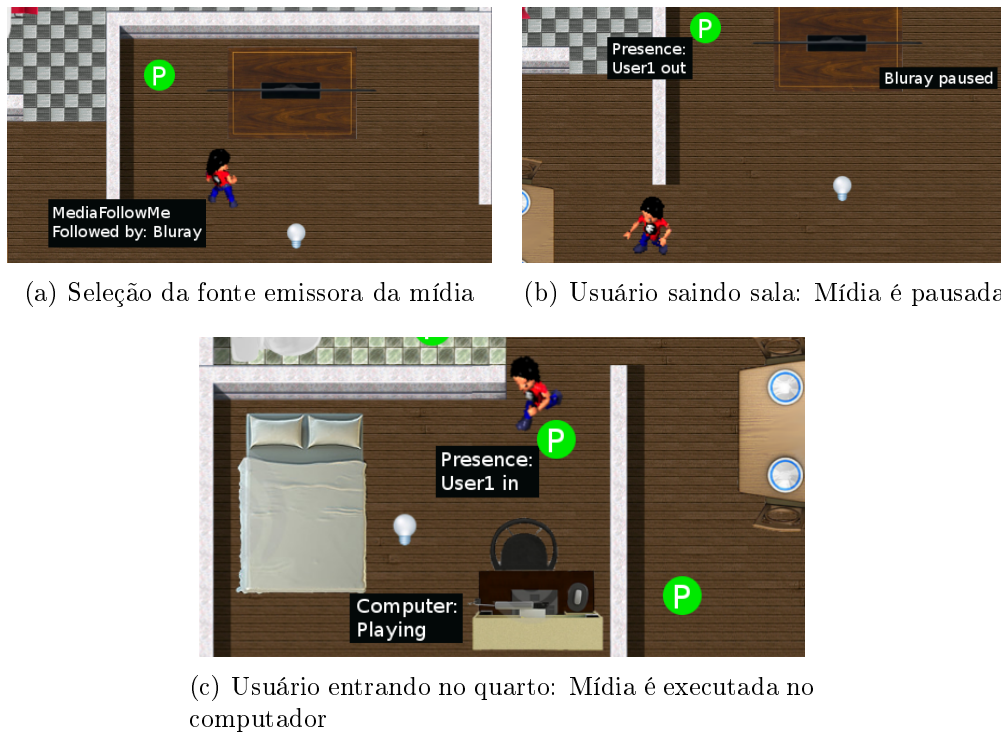 P
MediaFollowMe
Followed by: Bluray
(a) Seleção da fonte emissora da mídia
P
Presence:
User1 out
Bluray paused
(b) Usuário saindo sala: Mídia é pausada
P
Presence:
User1 in
Computer:
Playing
P
(c) Usuário entrando no quarto: Mídia é executada no
computador